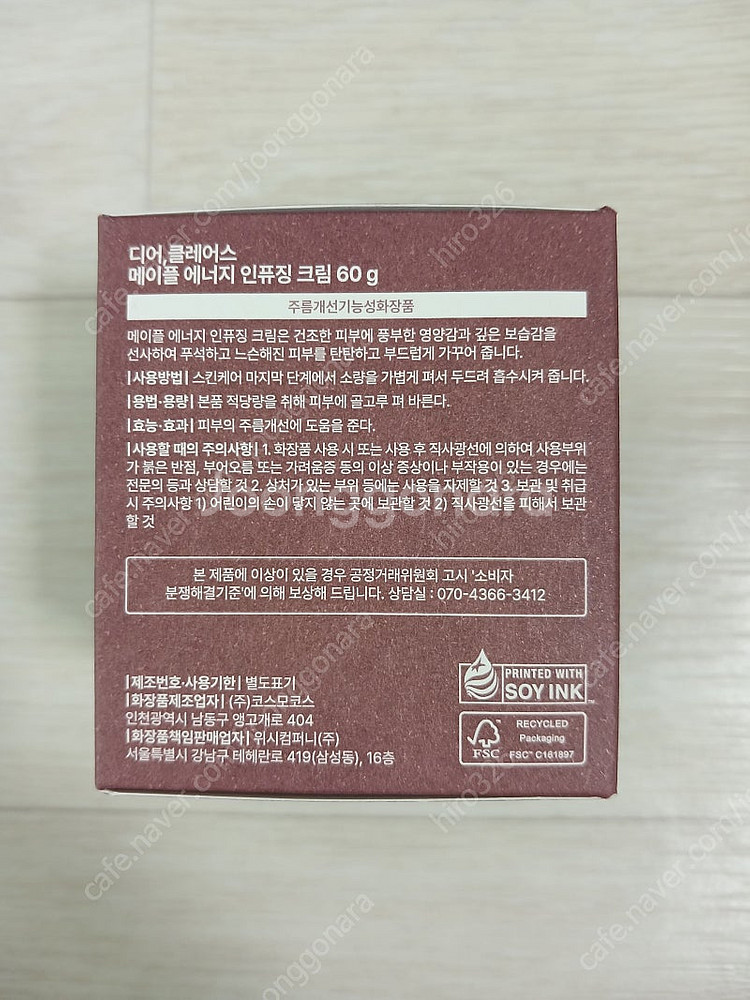 디어,클레어스
메이플 에너지 인퓨징 크림 60 g
주름개선기능성화장품
메이플 에너지 인퓨징 크림은 건조한 피부에 풍부한 영양감과 깊은 보습감을
선사하여 푸석하고 느슨해진 피부를 탄탄하고 부드럽게 가꾸어 줍니다.
|사용방법| 스킨케어 마지막 단계에서 소량을 가볍게 펴서 두드려 흡수시켜 줍니다.
|용법·용량| 본품 적당량을 취해 피부에 골고루 펴 바른다.
|효능·효과| 피부의 주름개선에 도움을 준다.
|사용할 때의 주의사항| 1. 화장품 사용 시 또는 사용 후 직사광선에 의하여 사용부위
가 붉은 반점, 부어오름 또는 가려움증 등의 이상 증상이나 부작용이 있는 경우에는
전문의 등과 상담할 것 2. 상처가 있는 부위 등에는 사용을 자제할 것 3. 보관 및 취급
시 주의사항 1) 어린이의 손이 닿지 않는 곳에 보관할 것 2) 직사광선을 피해서 보관
할 것
Joonggonara
본 제품에 이상이 있을 경우 공정거래위원회 고시 '소비자
분쟁해결기준'에 의해 보상해 드립니다. 상담실 : 070-4366-3412
|제조번호·사용기한| 별도표기
|화장품제조업자| (주)코스모코스
인천광역시 남동구 앵고개로 404
|화장품책임판매업자| 위시컴퍼니(주)
서울특별시 강남구 테헤란로 419(삼성동), 16층
PRINTED WITH
SOY INK™
FSC
RECYCLED
Packaging
FSC™ C161897
cafe.naver.com/joonggonara
hiro326